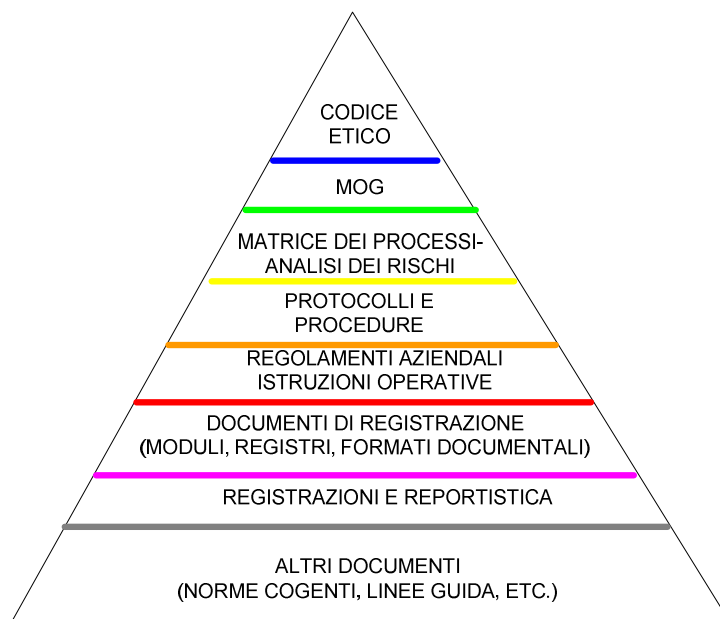 CODICE
ETICO
MOG
MATRICE DEI PROCESSI-
ANALISI DEI RISCHI
PROTOCOLLI E
PROCEDURE
REGOLAMENTI AZIENDALI
ISTRUZIONI OPERATIVE
DOCUMENTI DI REGISTRAZIONE
(MODULI, REGISTRI, FORMATI DOCUMENTALI)
REGISTRAZIONI E REPORTISTICA
ALTRI DOCUMENTI
(NORME COGENTI, LINEE GUIDA, ETC.)